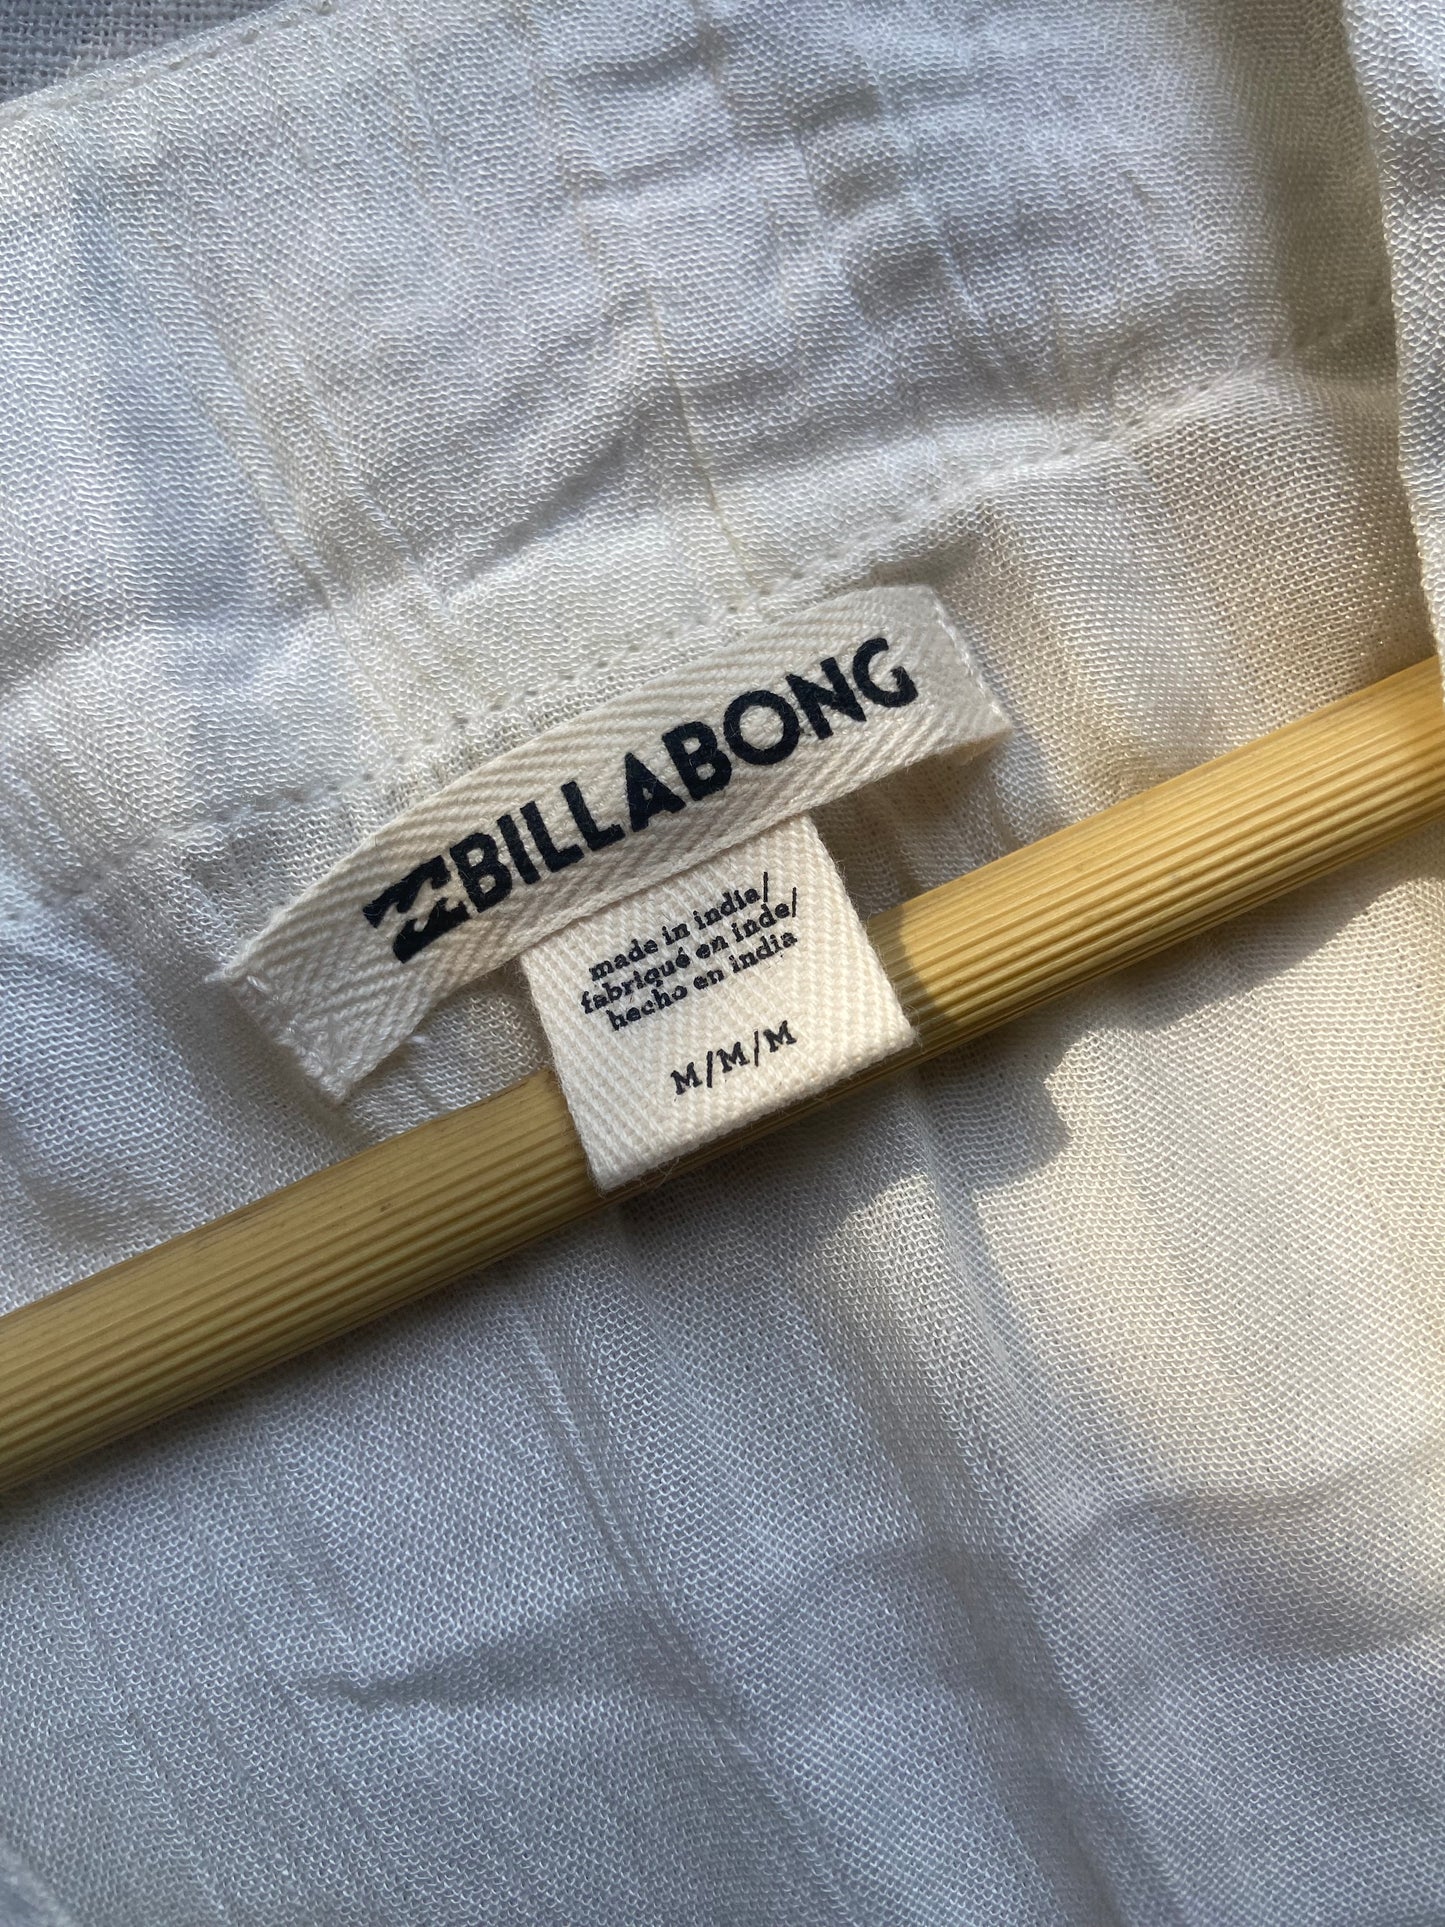 BILLABONG
made in india/
fabriqué en inde/
hecho en india
M/M/M